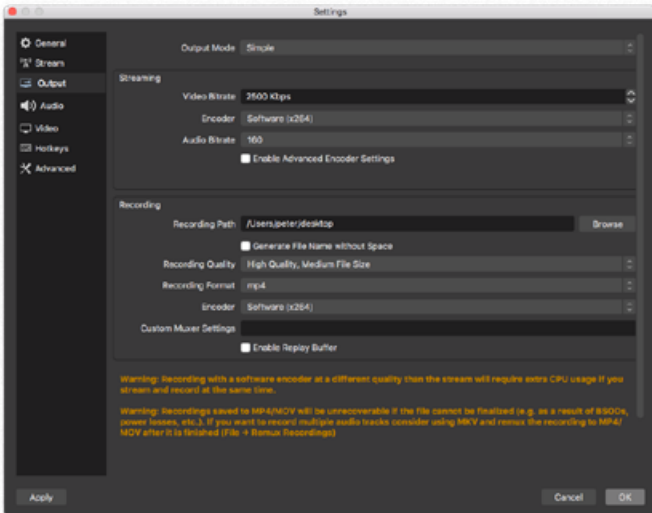 Settings
General
Stream
Output
Audio
Video
Hotkeys
Advanced
Output Mode Simple
Streaming
Video Bitrate 2500 Kbps
Encoder Software (x264)
Audio Bitrate 160
Enable Advanced Encoder Settings
Recording
Recording Path /Users/peter/desktop Browse
Generate File Name without Space
Recording Quality High Quality, Medium File Size
Recording Format mp4
Encoder Software (x264)
Custom Muxer Settings
Enable Replay Buffer
Warning: Recording with a software encoder at a different quality than the stream will require extra CPU usage if you
stream and record at the same time.
Warning: Recordings saved to MP4/MOV will be unrecoverable if the file cannot be finalized (e.g. as a result of BSODs,
power losses, etc.). If you want to record multiple audio tracks consider using MKV and remux the recording to MP4/
MOV after it is finished (File → Remux Recordings)
Apply Cancel OK